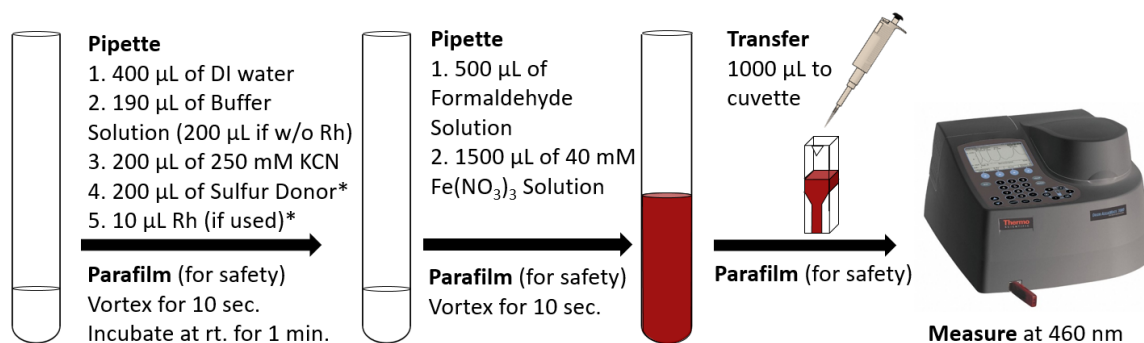 Pipette
1. 400 µL of DI water
2. 190 µL of Buffer
Solution (200 µL if w/o Rh)
3. 200 µL of 250 mM KCN
4. 200 µL of Sulfur Donor*
5. 10 µL Rh (if used)*
Parafilm (for safety)
Vortex for 10 sec.
Incubate at rt. for 1 min.
Pipette
1. 500 µL of
Formaldehyde
Solution
2. 1500 µL of 40 mM
Fe(NO₃)₃ Solution
Parafilm (for safety)
Vortex for 10 sec.
Transfer
1000 µL to
cuvette
Parafilm (for safety)
Thermo
Measure at 460 nm